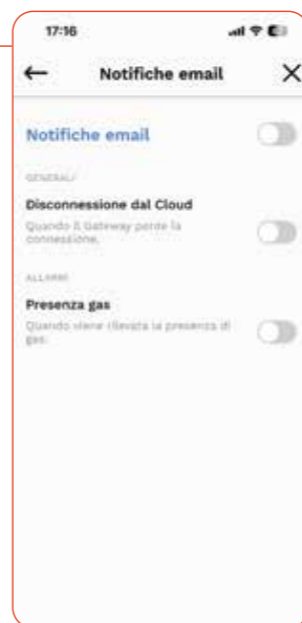 17:16
Notifiche email
Notifiche email
GENERALI
Disconnessione dal Cloud
Quando il Gateway perde la
connessione.
ALLARMI
Presenza gas
Quando viene rilevata la presenza di
gas.